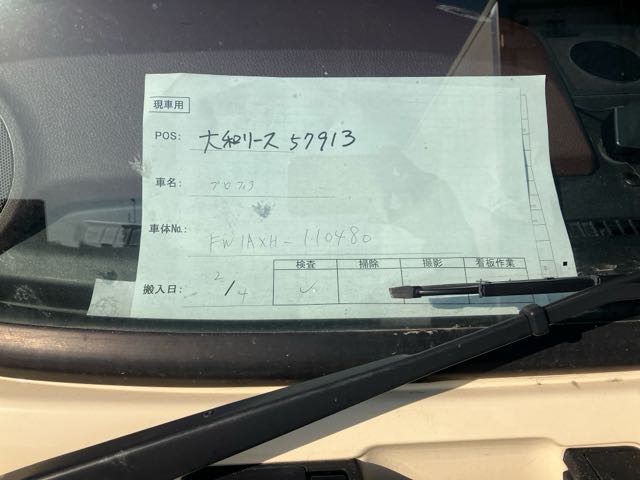 現車用
POS: 大和リース 57913
車名: プロフィア
車体No.: FW1AXH-110480
検査 掃除 撮影 看板作業
搬入日: 2/4 ✓